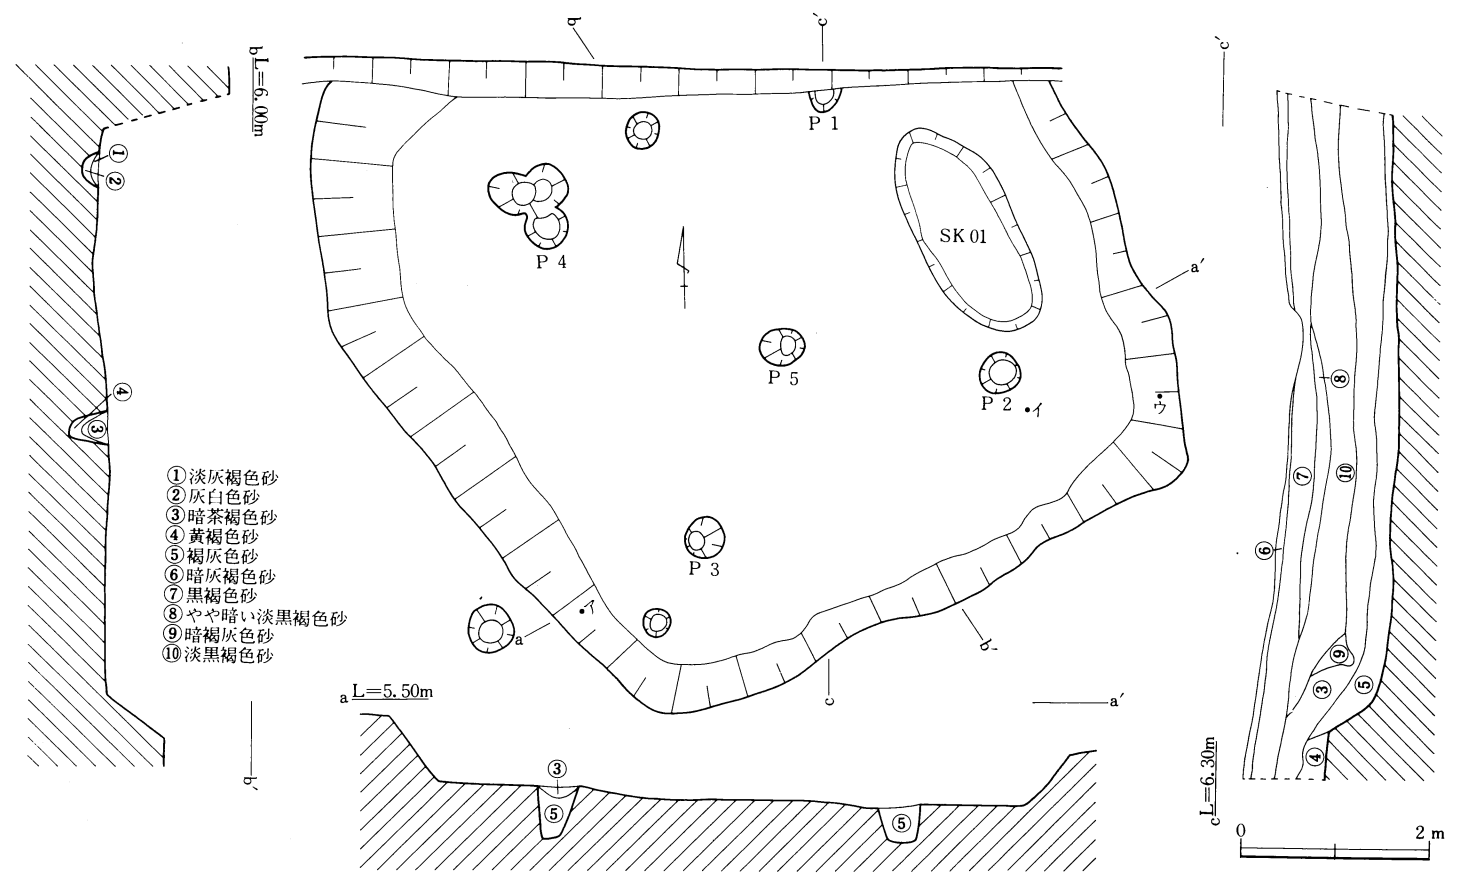 b L=6.00m
b
c′
c′
P 1
①
②
P 4
SK 01
a′
P 5
P 2
・イ
・ウ
④
③
⑧
⑦
⑩
⑥
①淡灰褐色砂
②灰白色砂
③暗茶褐色砂
④黄褐色砂
⑤褐灰色砂
⑥暗灰褐色砂
⑦黒褐色砂
⑧やや暗い淡黒褐色砂
⑨暗褐灰色砂
⑩淡黒褐色砂
P 3
・ア
a
b′
c
⑨
③
⑤
④
a L=5.50m
a′
b′
③
⑤
⑤
c L=6.30m
0 2 m